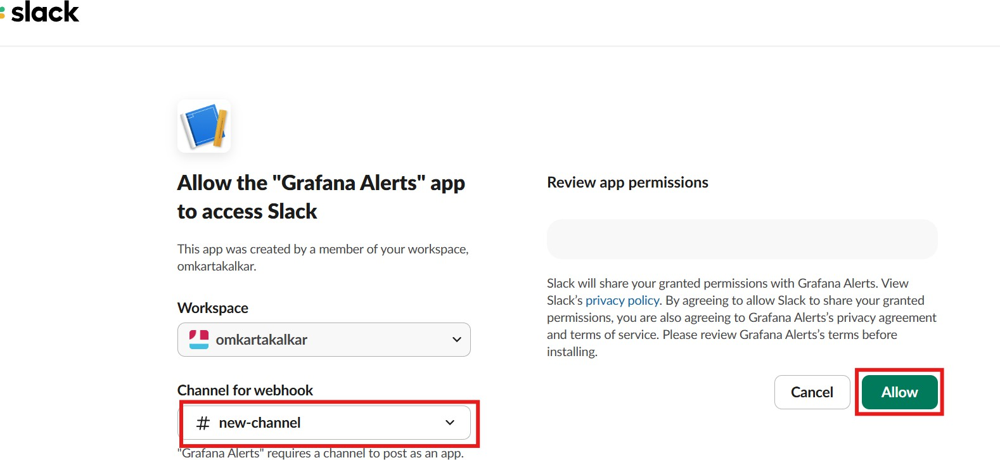 slack
Allow the "Grafana Alerts" app
to access Slack
This app was created by a member of your workspace,
omkartakalkar.
Workspace
omkartakalkar
Channel for webhook
# new-channel
"Grafana Alerts" requires a channel to post as an app.
Review app permissions
Slack will share your granted permissions with Grafana Alerts. View
Slack’s privacy policy. By agreeing to allow Slack to share your granted
permissions, you are also agreeing to Grafana Alerts’s privacy agreement
and terms of service. Please review Grafana Alerts’s terms before
installing.
Cancel
Allow